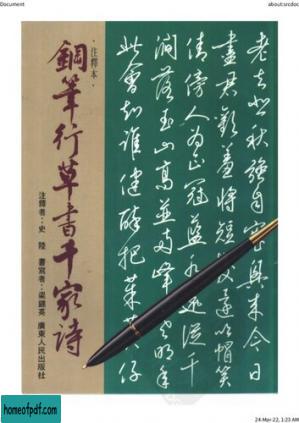 Document
about:srcdoc
老去悲秋強自寬興來今日
盡君歡羞將短髮還吹帽笑
倩傍人為正冠藍水遠從千
澗落玉山高並兩峰寒明年
此會知誰健醉把茱萸仔
·注釋本·
鋼筆行草書千家詩
注釋者：史 陸 書寫者：梁錦英 廣東人民出版社
homeofpdf.com
1 of 1
24-Mar-22, 1:23 AM